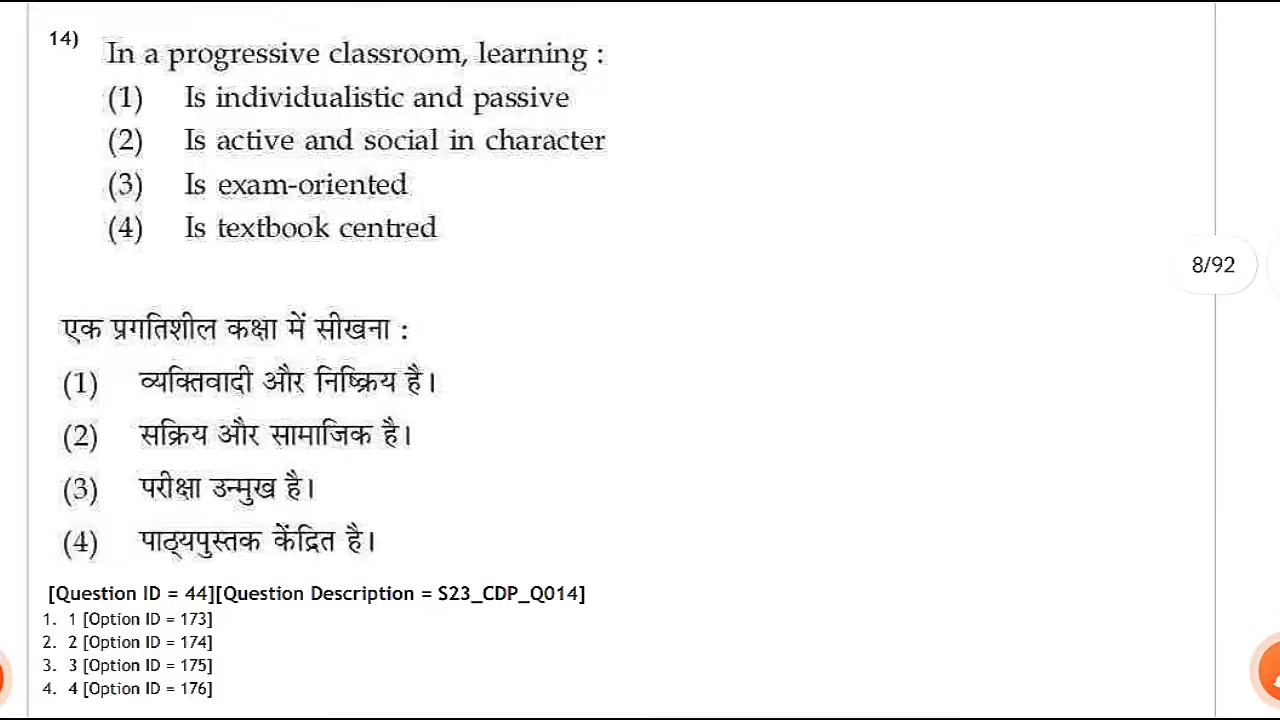 14)
In a progressive classroom, learning :
(1) Is individualistic and passive
(2) Is active and social in character
(3) Is exam-oriented
(4) Is textbook centred
8/92
एक प्रगतिशील कक्षा में सीखना :
(1) व्यक्तिवादी और निष्क्रिय है।
(2) सक्रिय और सामाजिक है।
(3) परीक्षा उन्मुख है।
(4) पाठ्यपुस्तक केंद्रित है।
[Question ID = 44][Question Description = S23_CDP_Q014]
1. 1 [Option ID = 173]
2. 2 [Option ID = 174]
3. 3 [Option ID = 175]
4. 4 [Option ID = 176]